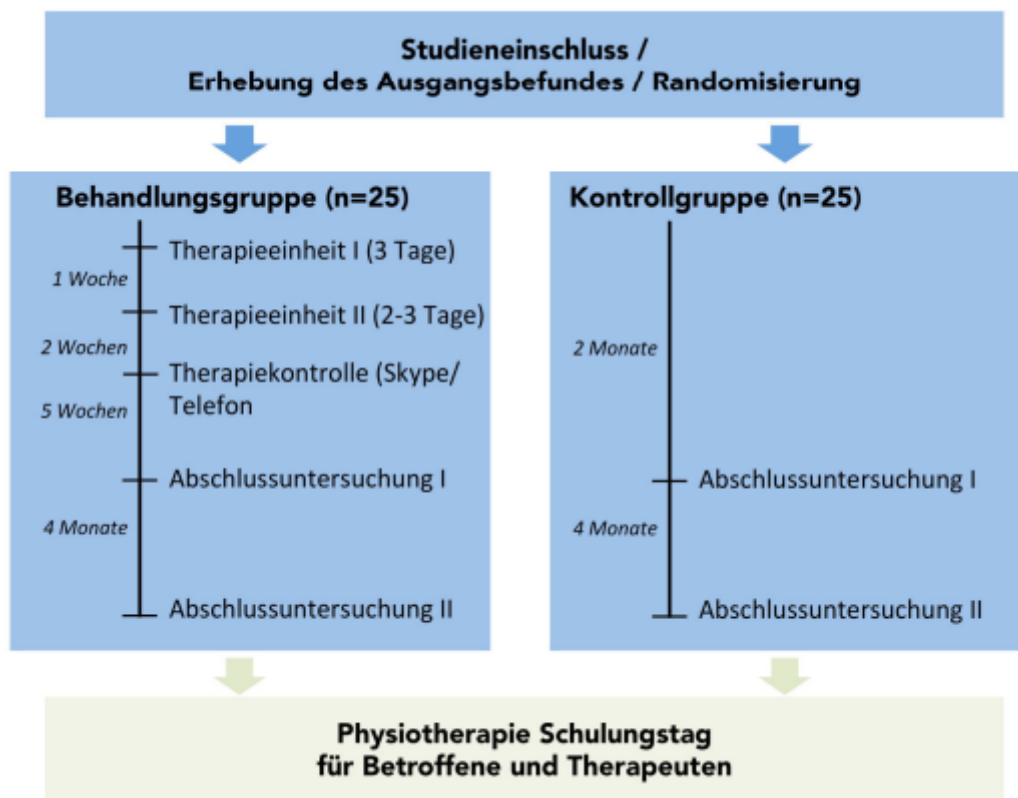 Studieneinschluss /
Erhebung des Ausgangsbefundes / Randomisierung
Behandlungsgruppe (n=25)
Therapieeinheit I (3 Tage)
1 Woche
Therapieeinheit II (2-3 Tage)
2 Wochen
Therapiekontrolle (Skype/
Telefon
5 Wochen
Abschlussuntersuchung I
4 Monate
Abschlussuntersuchung II
Kontrollgruppe (n=25)
2 Monate
Abschlussuntersuchung I
4 Monate
Abschlussuntersuchung II
Physiotherapie Schulungstag
für Betroffene und Therapeuten